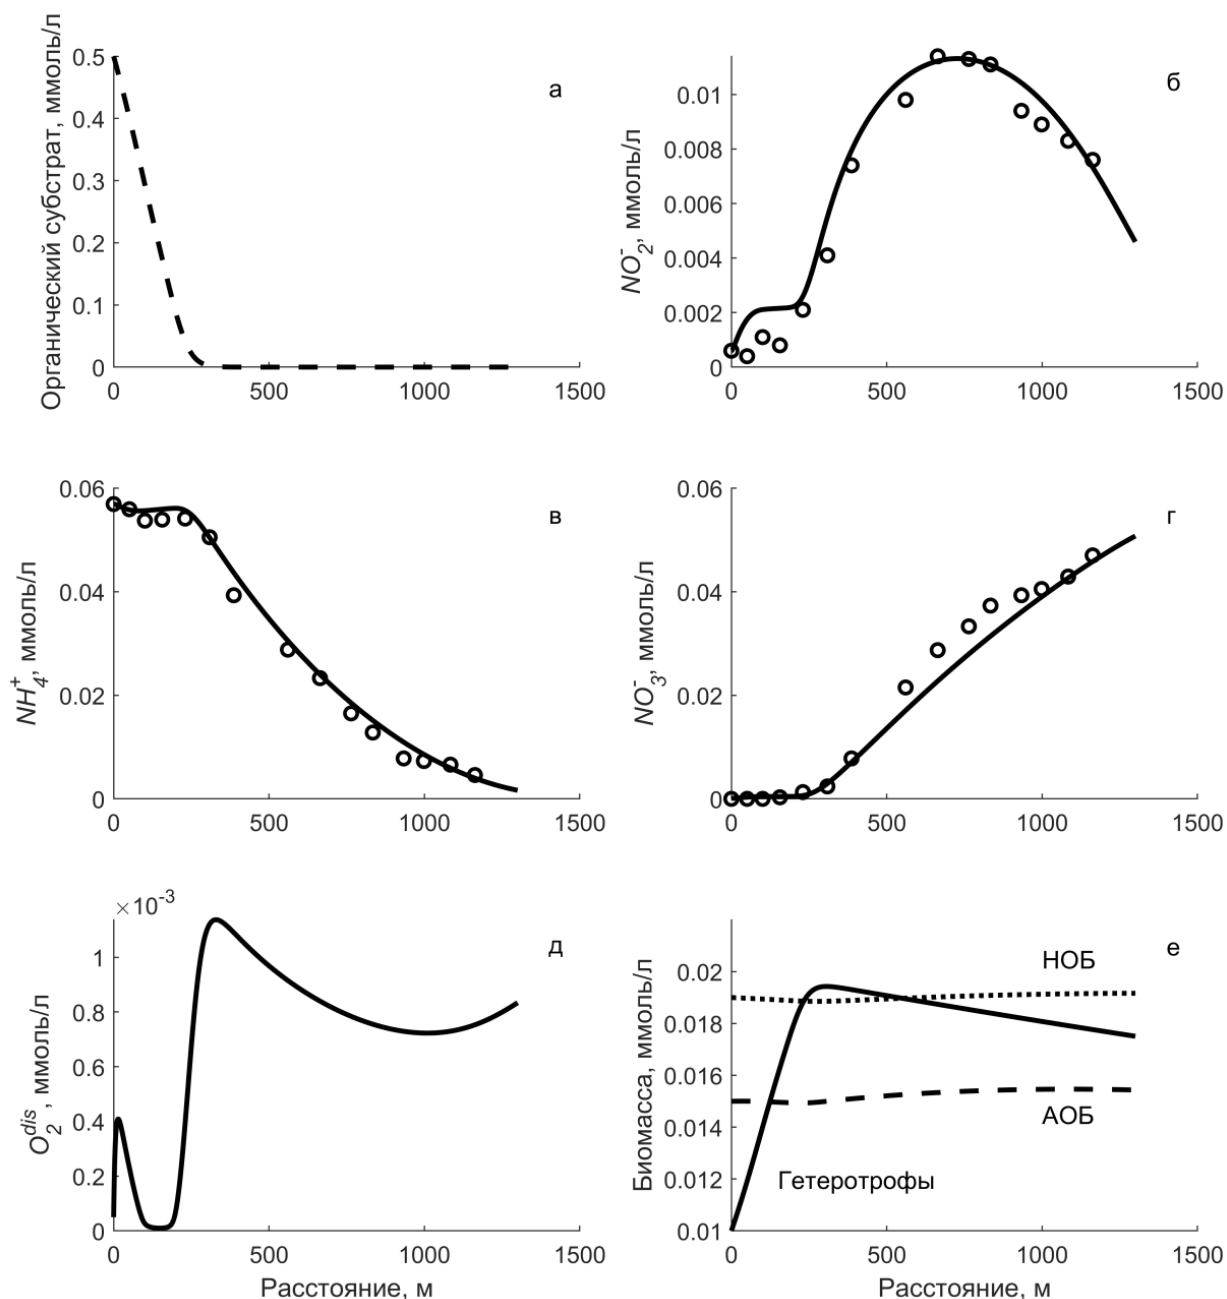 Органический субстрат, ммоль/л
0.5
0.4
0.3
0.2
0.1
0
0 500 1000 1500
а
NO₂⁻, ммоль/л
0.01
0.008
0.006
0.004
0.002
0
0 500 1000 1500
б
NH₄⁺, ммоль/л
0.06
0.04
0.02
0
0 500 1000 1500
в
NO₃⁻, ммоль/л
0.06
0.04
0.02
0
0 500 1000 1500
г
O₂ᵈⁱˢ, ммоль/л
×10⁻³
1
0.8
0.6
0.4
0.2
0
0 500 1000 1500
Расстояние, м
д
Биомасса, ммоль/л
0.02
0.018
0.016
0.014
0.012
0.01
0 500 1000 1500
Расстояние, м
е
НОБ
АОБ
Гетеротрофы